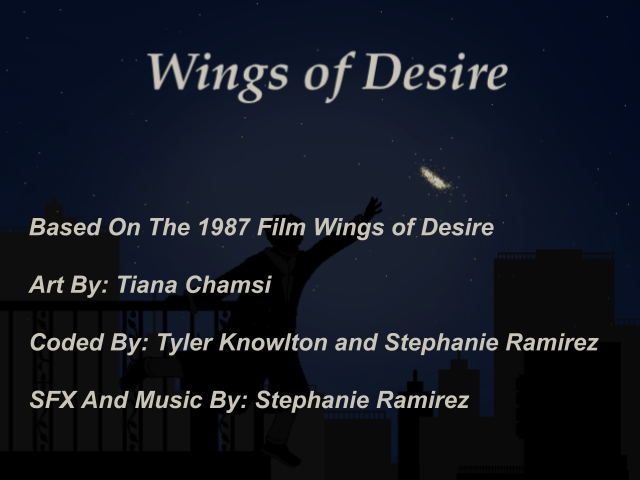 Wings of Desire
Based On The 1987 Film Wings of Desire
Art By: Tiana Chamsi
Coded By: Tyler Knowlton and Stephanie Ramirez
SFX And Music By: Stephanie Ramirez